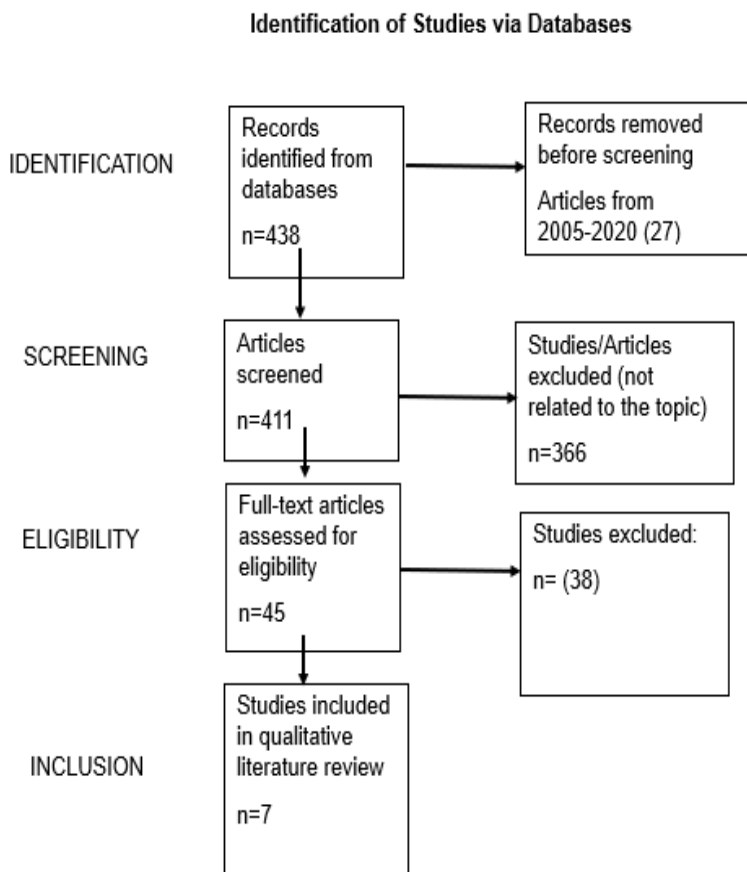 Identification of Studies via Databases
IDENTIFICATION
Records
identified from
databases
n=438
Records removed
before screening
Articles from
2005-2020 (27)
SCREENING
Articles
screened
n=411
Studies/Articles
excluded (not
related to the topic)
n=366
ELIGIBILITY
Full-text articles
assessed for
eligibility
n=45
Studies excluded:
n= (38)
INCLUSION
Studies included
in qualitative
literature review
n=7